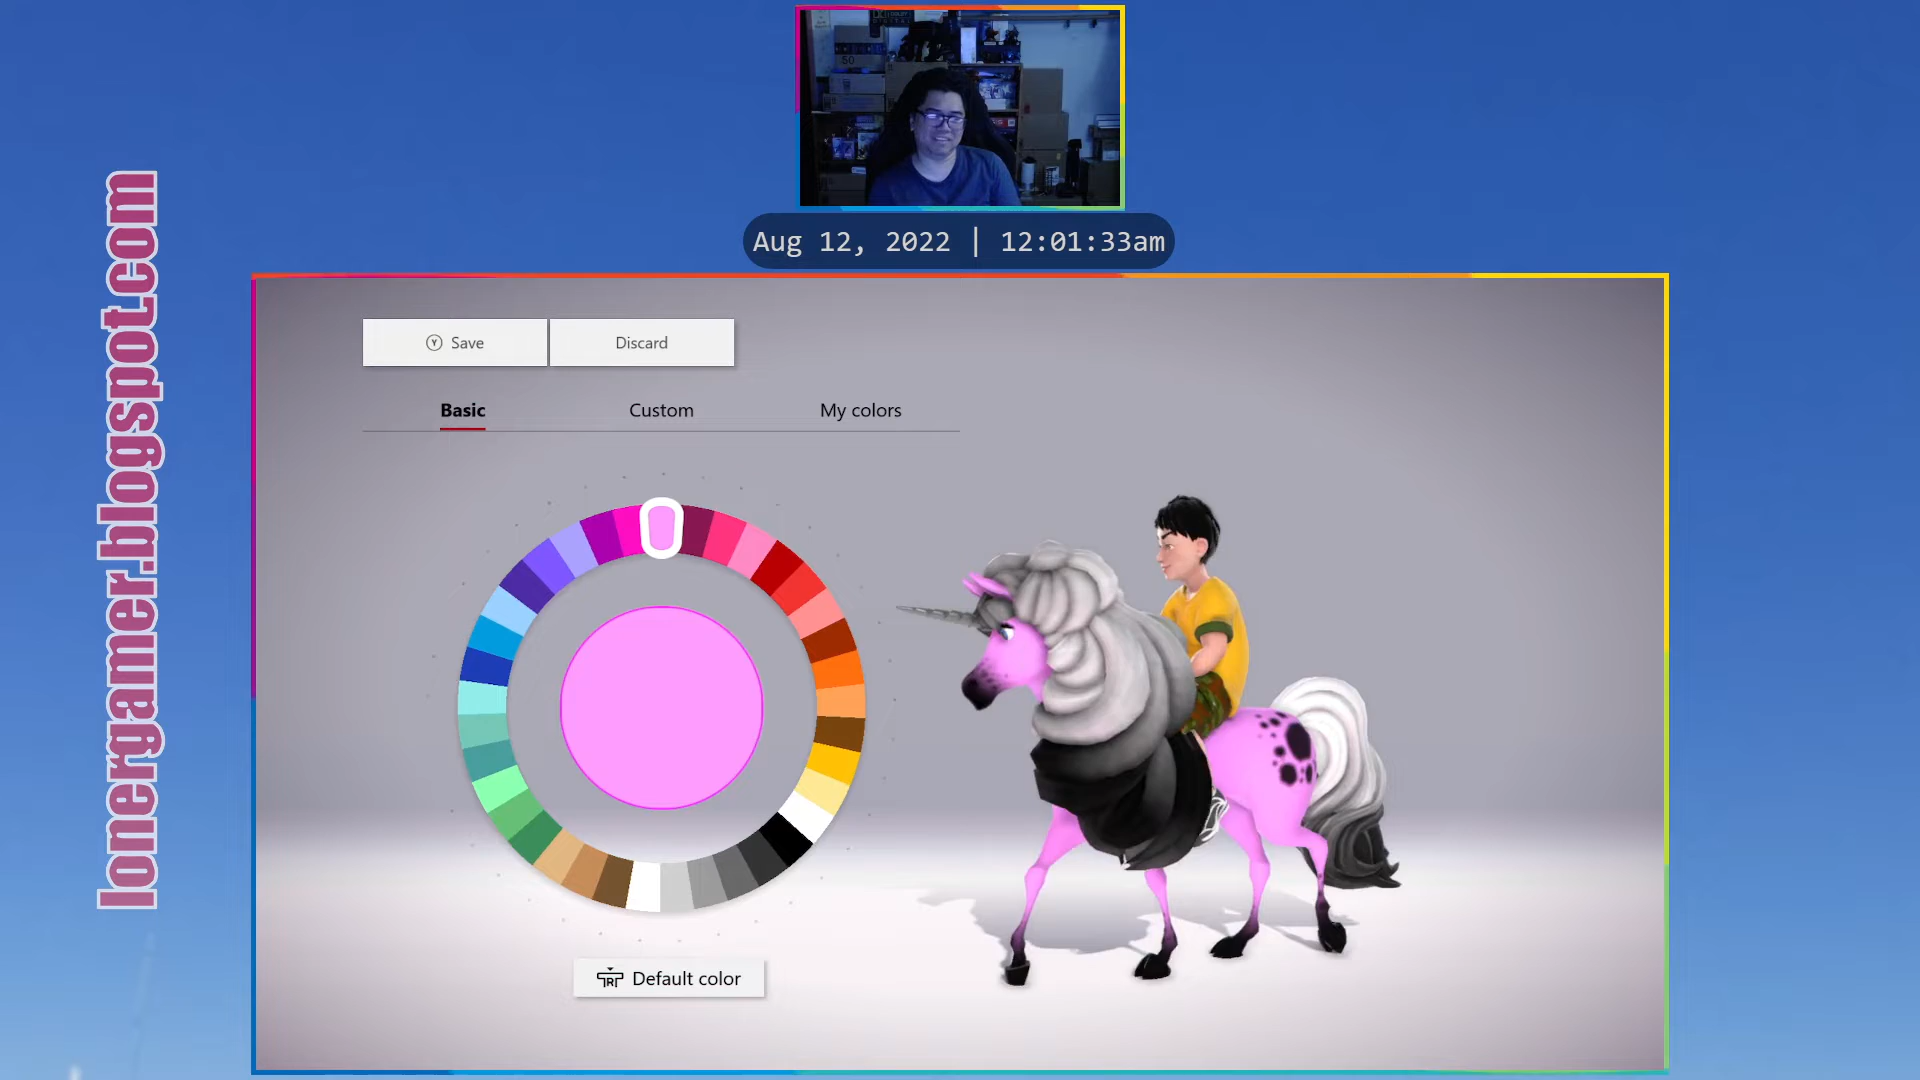 Aug 12, 2022 | 12:01:33am
lonergamer.blogspot.com
Y Save
Discard
Basic
Custom
My colors
Default color